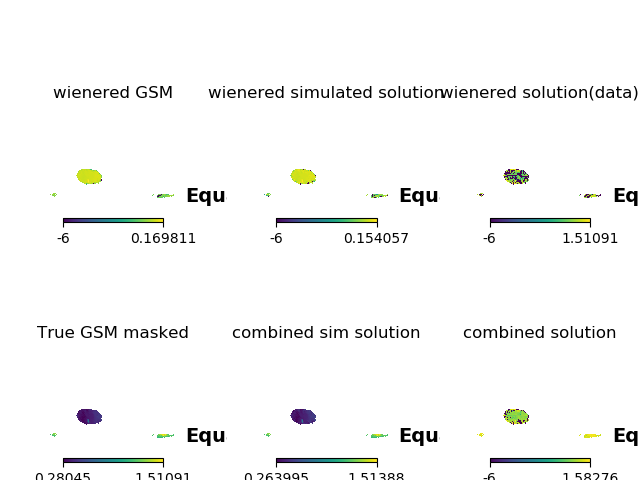 wienered GSM wienered simulated solution wienered solution(data)
Equ Equ Eq
-6 0.169811 -6 0.154057 -6 1.51091
True GSM masked combined sim solution combined solution
Equ Equ Eq
0.28045 1.51091 0.263995 1.51388 -6 1.58276